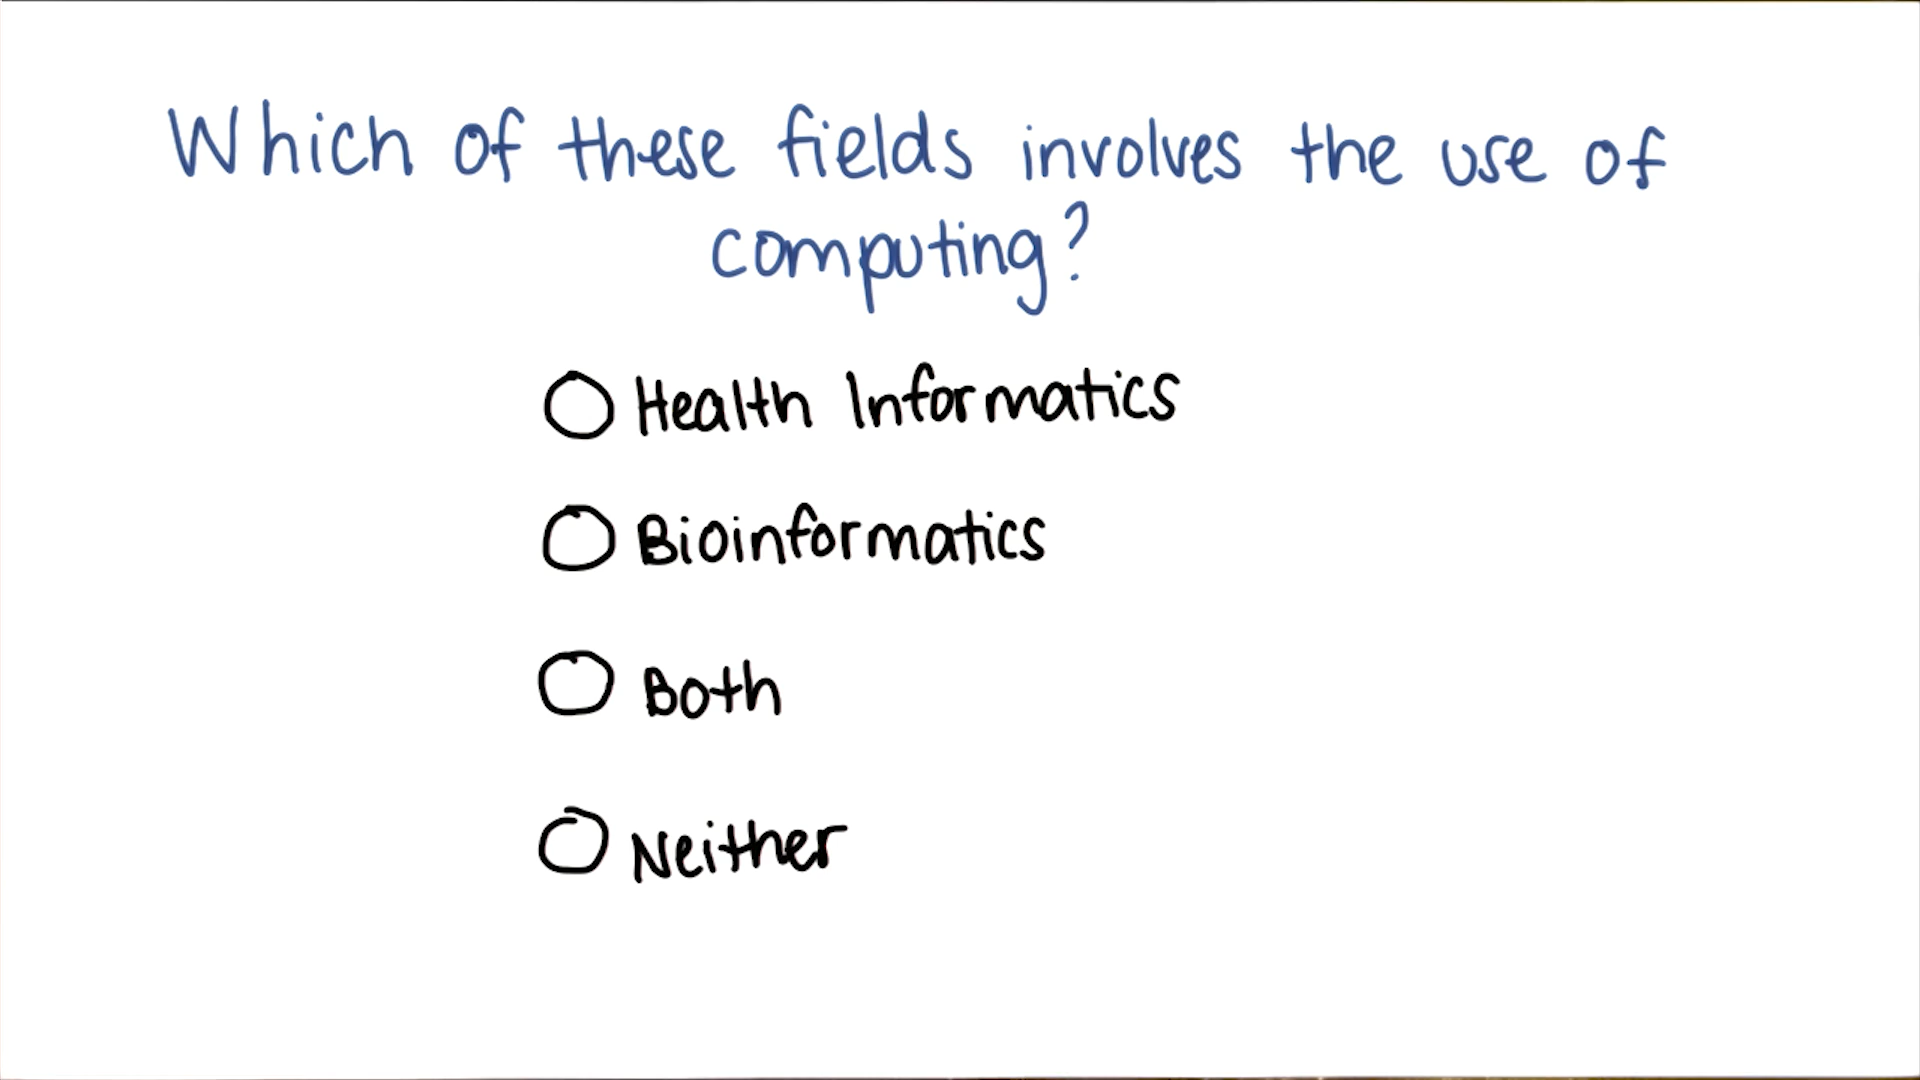 Which of these fields involves the use of
computing?
Health Informatics
Bioinformatics
Both
Neither